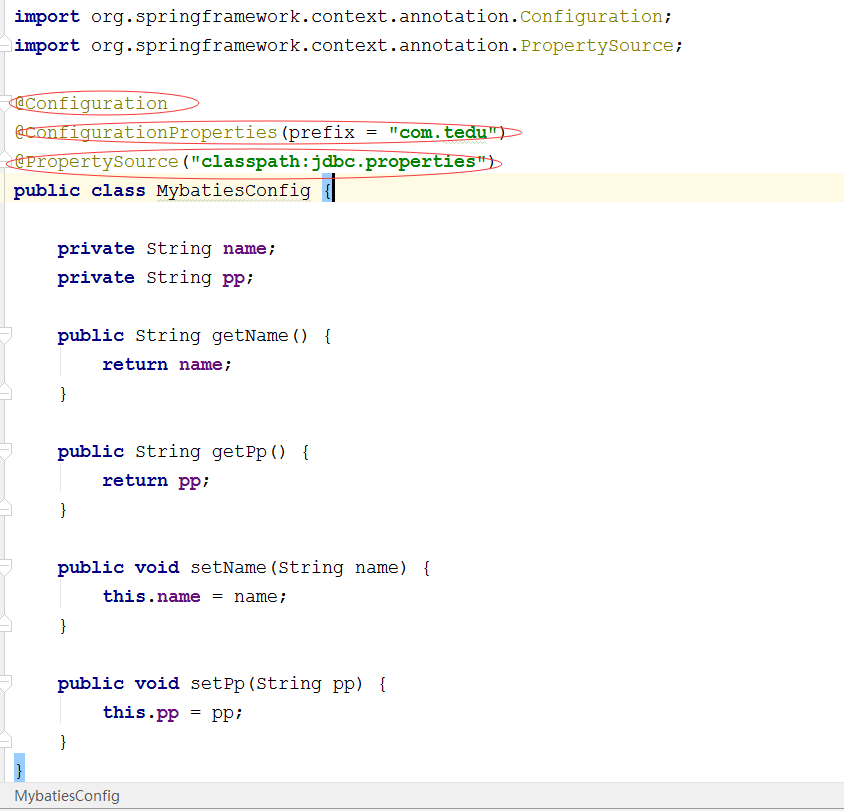 import org.springframework.context.annotation.Configuration;
import org.springframework.context.annotation.PropertySource;
@Configuration
@ConfigurationProperties(prefix = "com.tedu")
@PropertySource("classpath:jdbc.properties")
public class MybatiesConfig {
private String name;
private String pp;
public String getName() {
return name;
}
public String getPp() {
return pp;
}
public void setName(String name) {
this.name = name;
}
public void setPp(String pp) {
this.pp = pp;
}
}
MybatiesConfig